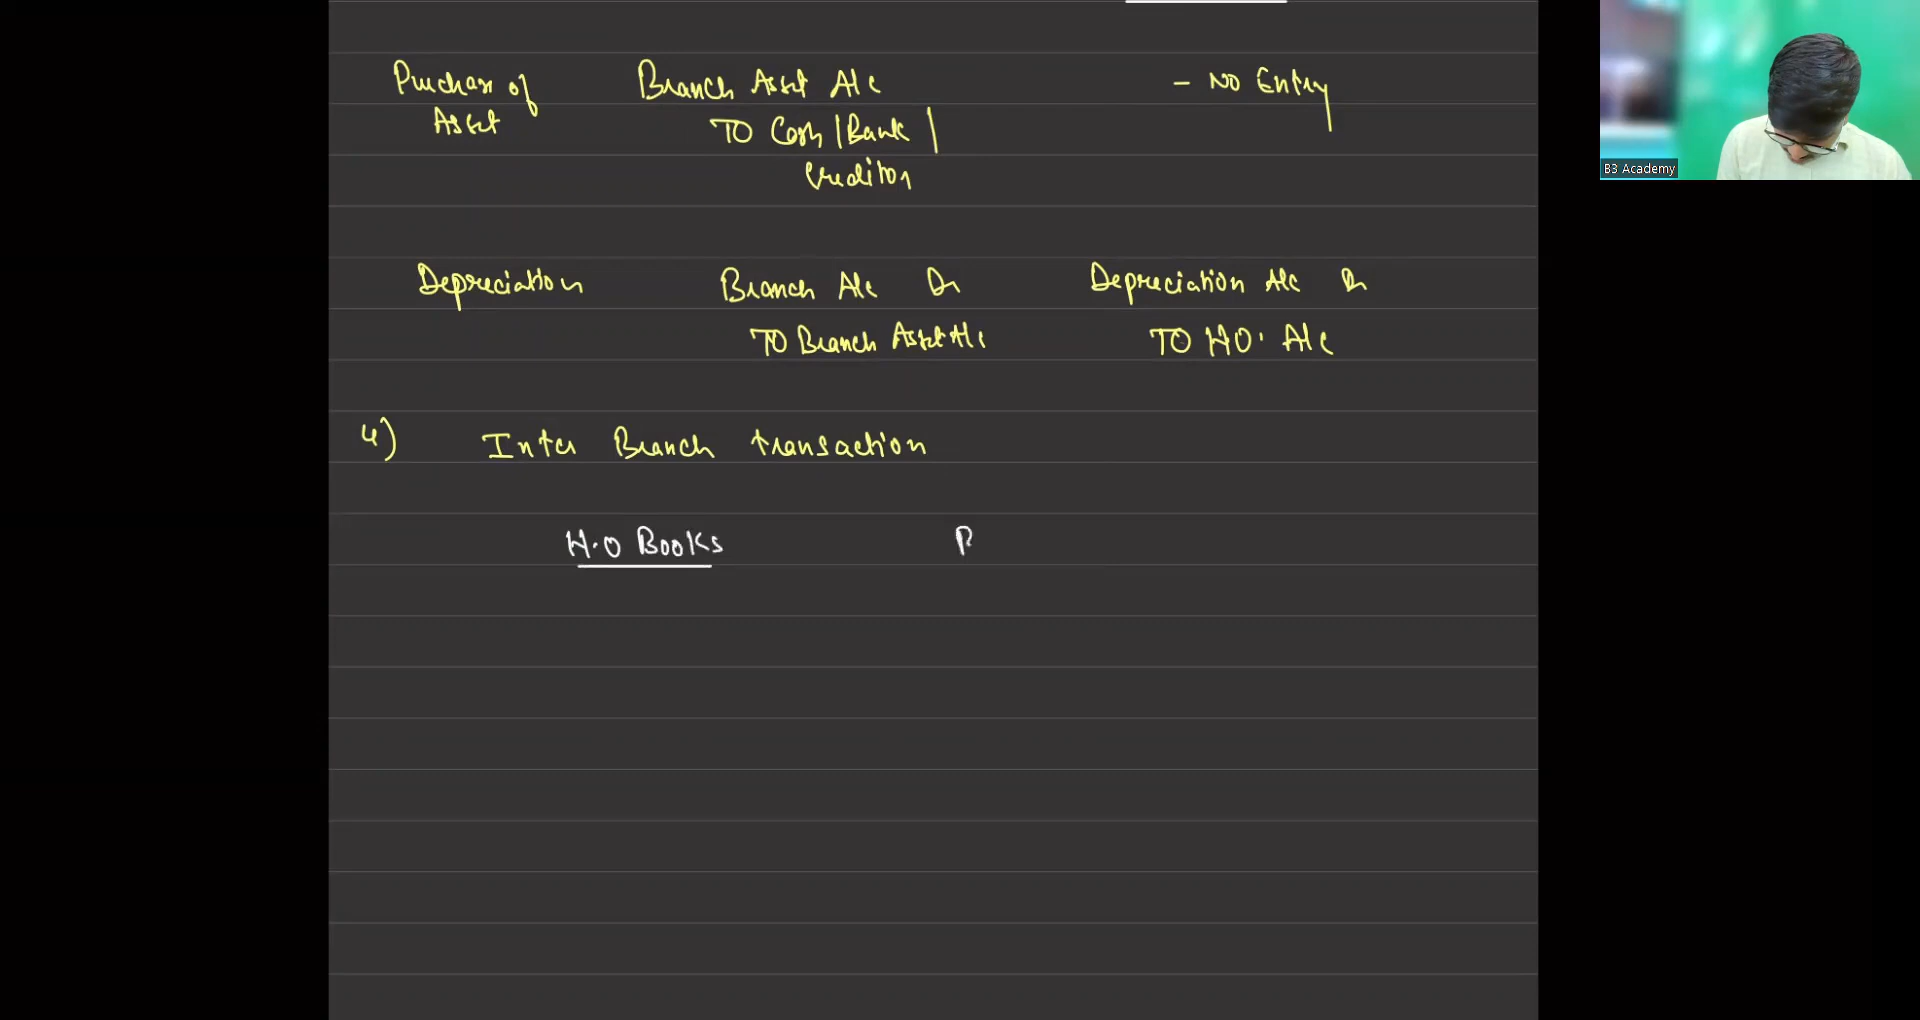 Purchase of Asset
Branch Asset A/c
TO Cash | Bank |
Creditor
- No Entry
Depreciation
Branch A/c Dr
TO Branch Asset A/c
Depreciation A/c Dr
TO HO. A/c
4) Inter Branch transaction
H.O Books
B
B3 Academy